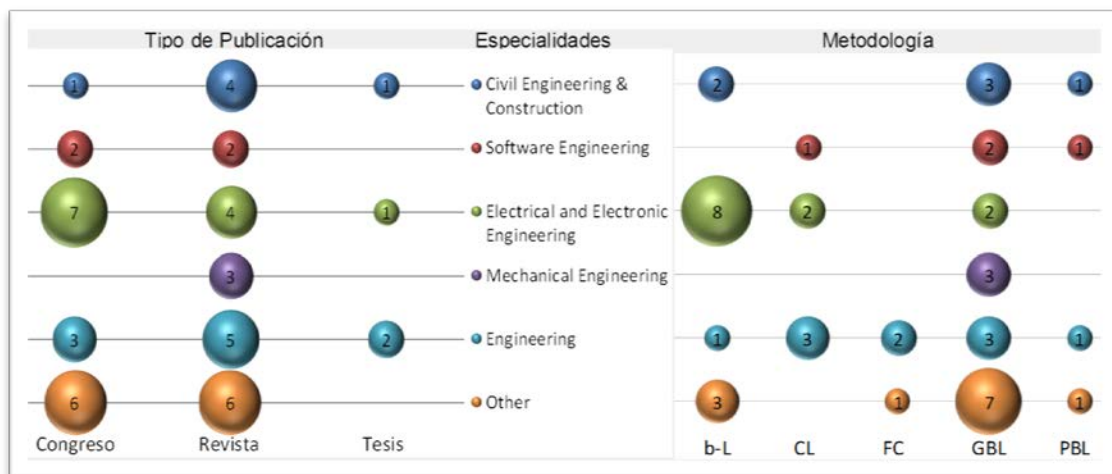 Tipo de Publicación Especialidades Metodología
1 4 1 Civil Engineering & 2 3 1
Construction
2 2 Software Engineering 1 2 1
7 4 1 Electrical and Electronic 8 2 2
Engineering
3 Mechanical Engineering 3
3 5 2 Engineering 1 3 2 3 1
6 6 Other 3 1 7 1
Congreso Revista Tesis b-L CL FC GBL PBL